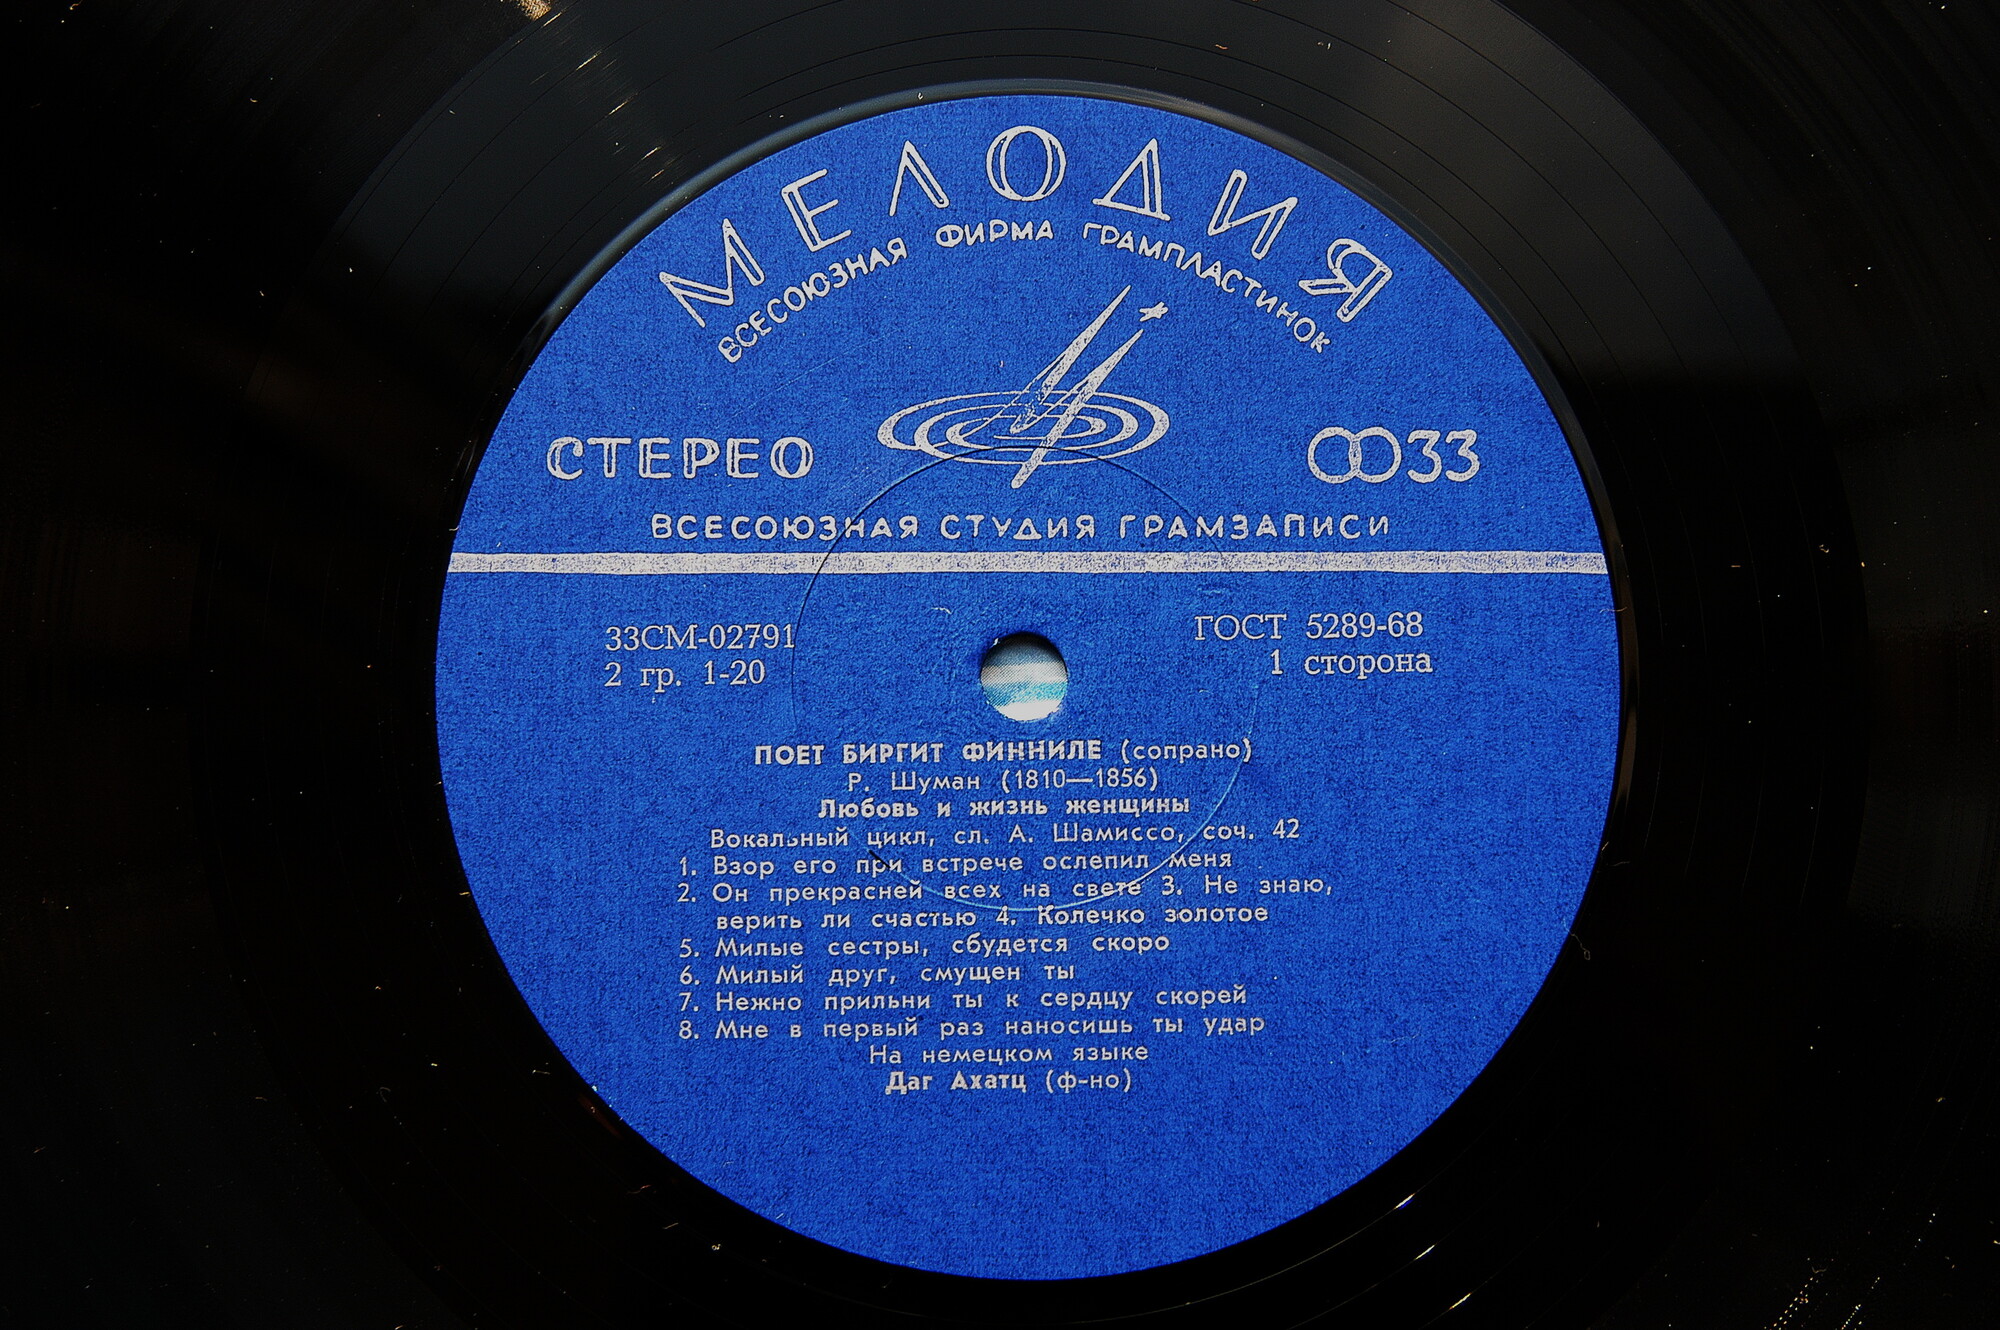 МЕЛОДИЯ
ВСЕСОЮЗНАЯ ФИРМА ГРАМПЛАСТИНОК
СТЕРЕО
33
ВСЕСОЮЗНАЯ СТУДИЯ ГРАМЗАПИСИ
33СМ-02791
ГОСТ 5289-68
2 гр. 1-20
1 сторона
ПОЕТ БИРГИТ ФИННИЛЕ (сопрано)
Р. Шуман (1810—1856)
Любовь и жизнь женщины
Вокальный цикл, сл. А. Шамиссо, соч. 42
1. Взор его при встрече ослепил меня
2. Он прекрасней всех на свете 3. Не знаю,
верить ли счастью 4. Колечко золотое
5. Милые сестры, сбудется скоро
6. Милый друг, смущен ты
7. Нежно прильни ты к сердцу скорей
8. Мне в первый раз наносишь ты удар
На немецком языке
Даг Ахатц (ф-но)